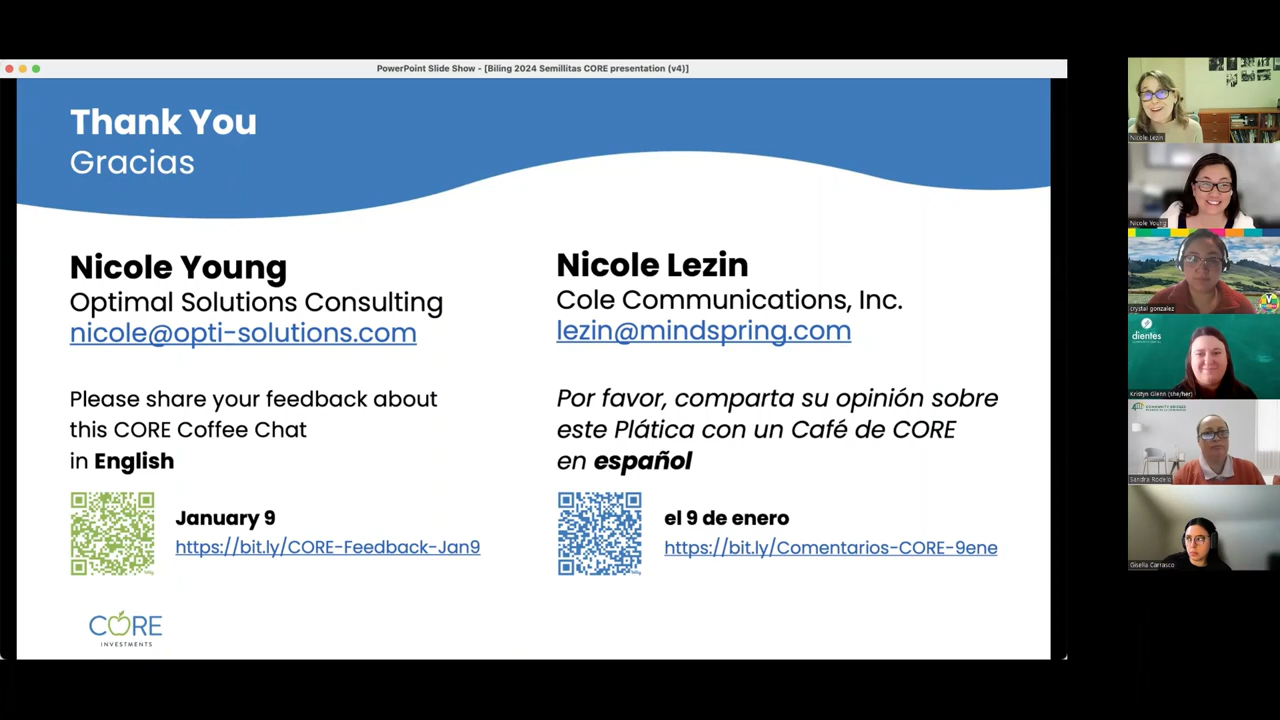 PowerPoint Slide Show - [Biling 2024 Semillitas CORE presentation (v4)]
Thank You
Gracias
Nicole Young
Optimal Solutions Consulting
nicole@opti-solutions.com
Please share your feedback about
this CORE Coffee Chat
in English
January 9
https://bit.ly/CORE-Feedback-Jan9
Nicole Lezin
Cole Communications, Inc.
lezin@mindspring.com
Por favor, comparta su opinión sobre
este Plática con un Café de CORE
en español
el 9 de enero
https://bit.ly/Comentarios-CORE-9ene
CORE
INVESTMENTS
Nicole Lezin
Nicole Young
crystal gonzalez
dientes
Kristyn Glenn (she/her)
COMMUNITY BRIDGES
Sandra Rodelo
Gisella Carrasco